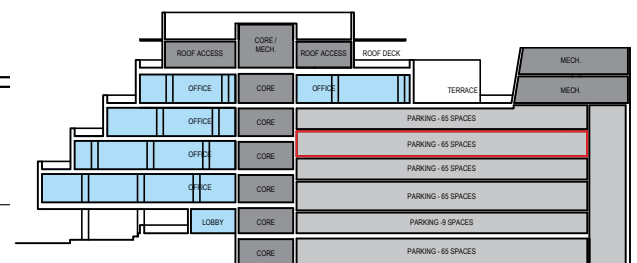 CORE /
MECH.
ROOF ACCESS
ROOF ACCESS
ROOF DECK
MECH.
OFFICE
CORE
OFFICE
TERRACE
MECH.
OFFICE
CORE
PARKING - 65 SPACES
OFFICE
CORE
PARKING - 65 SPACES
PARKING - 65 SPACES
OFFICE
CORE
PARKING - 65 SPACES
LOBBY
CORE
PARKING -9 SPACES
CORE
PARKING - 65 SPACES